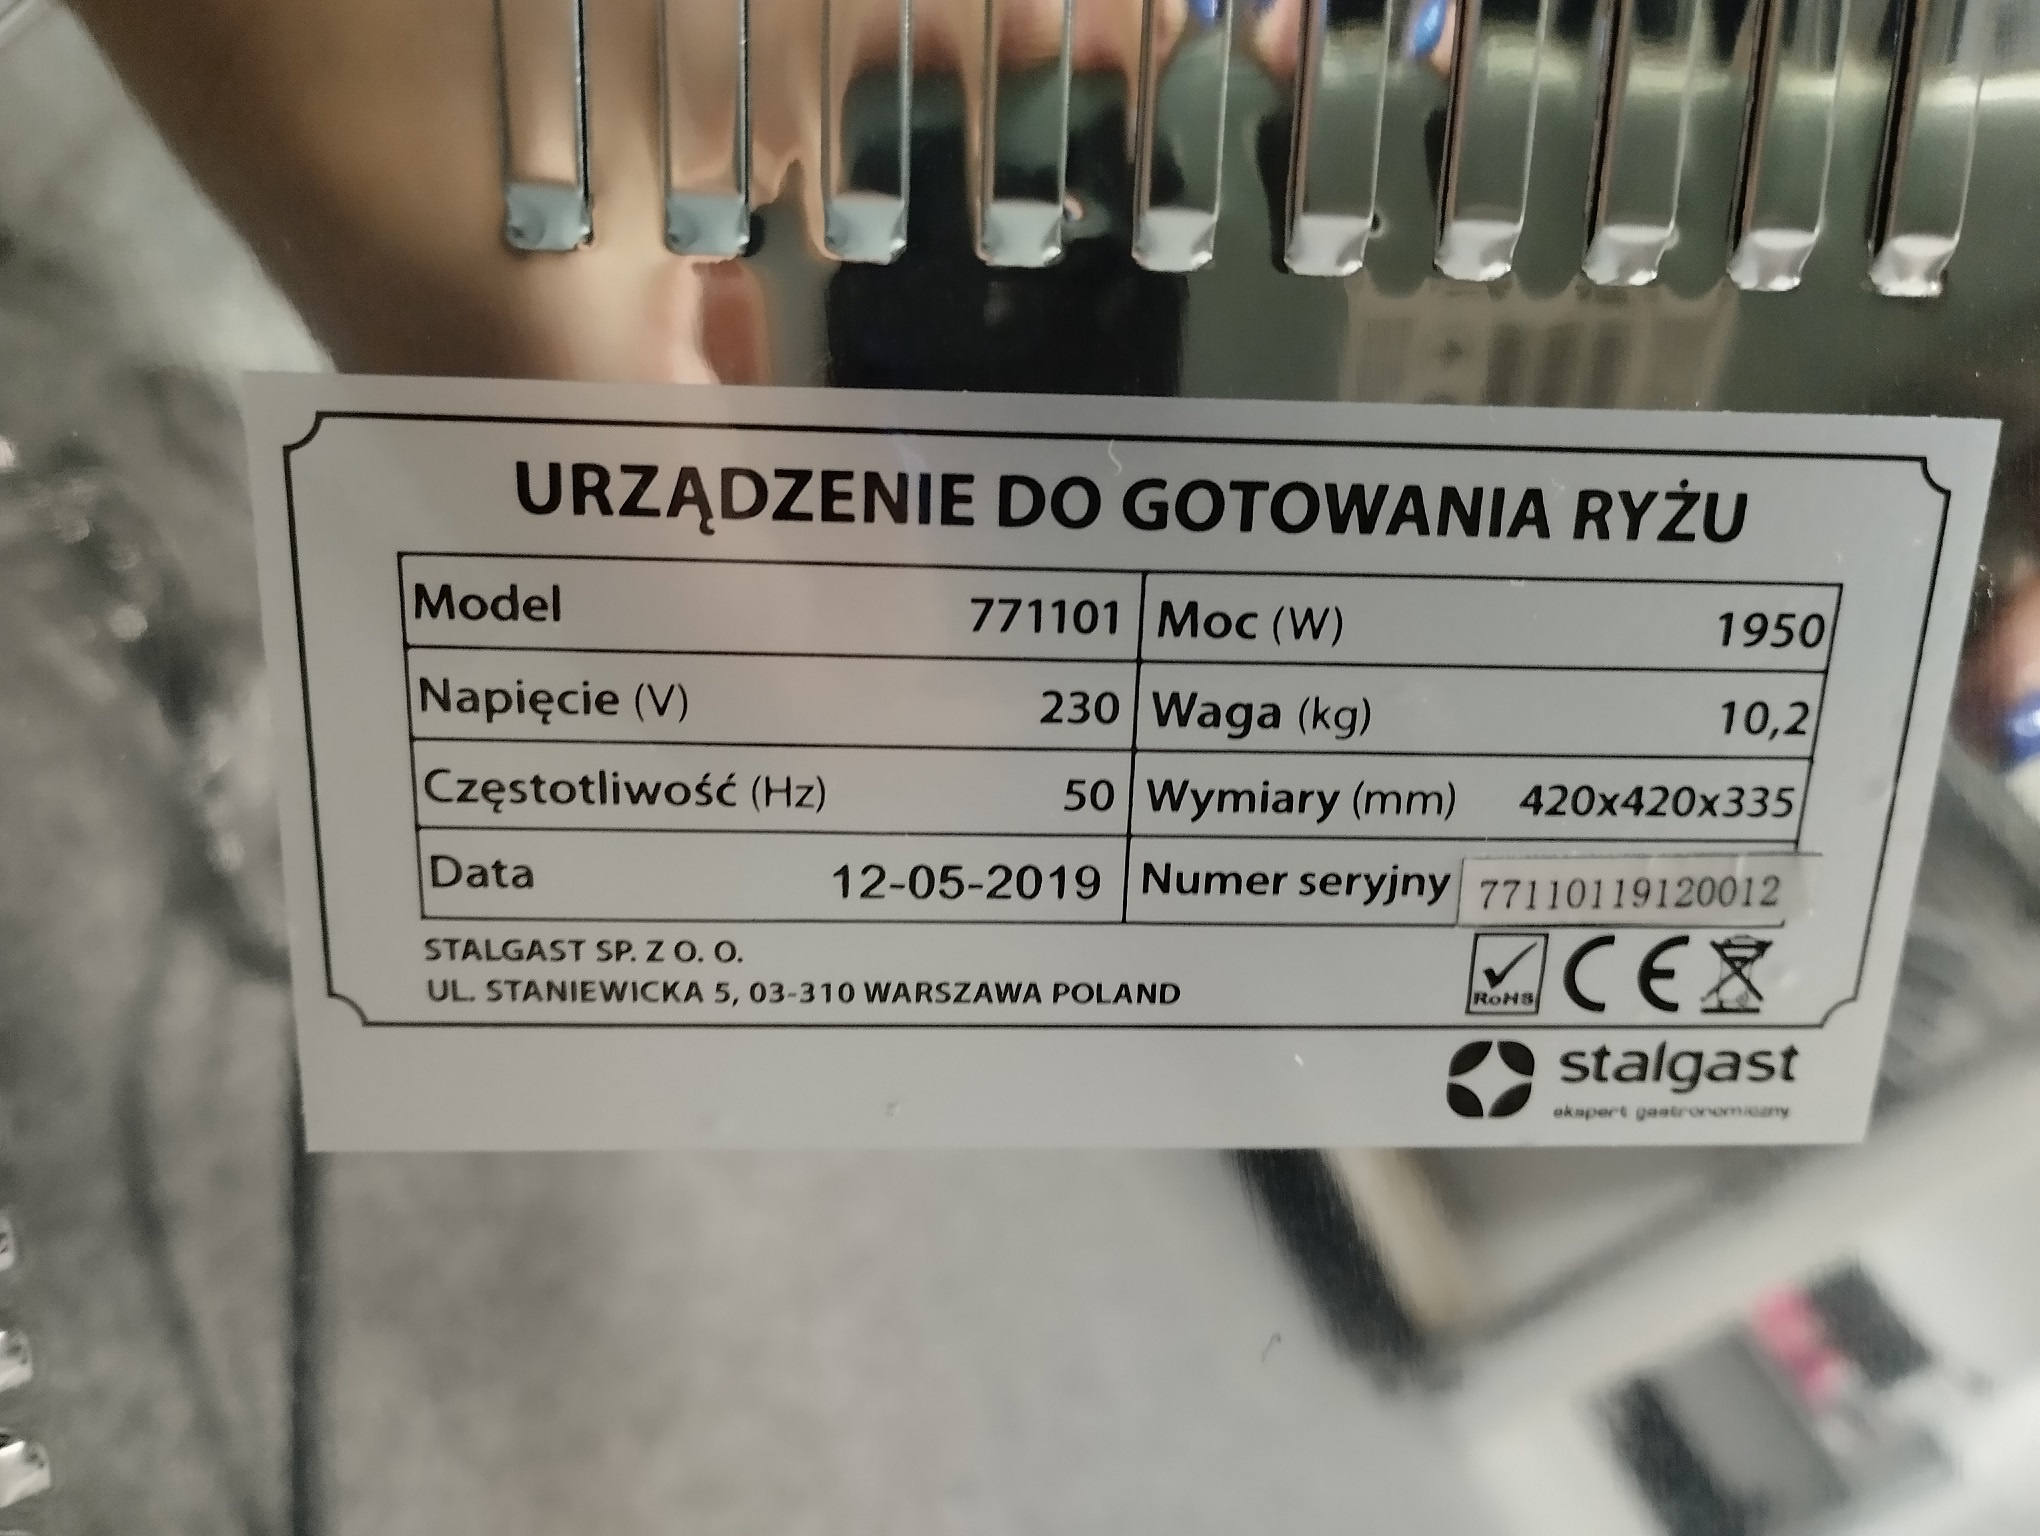 URZĄDZENIE DO GOTOWANIA RYŻU
Model 771101 Moc (W) 1950
Napięcie (V) 230 Waga (kg) 10,2
Częstotliwość (Hz) 50 Wymiary (mm) 420x420x335
Data 12-05-2019 Numer seryjny 77110119120012
STALGAST SP. Z O. O.
UL. STANIEWICKA 5, 03-310 WARSZAWA POLAND
RoHS CE
stalgast
ekspert gastronomiczny